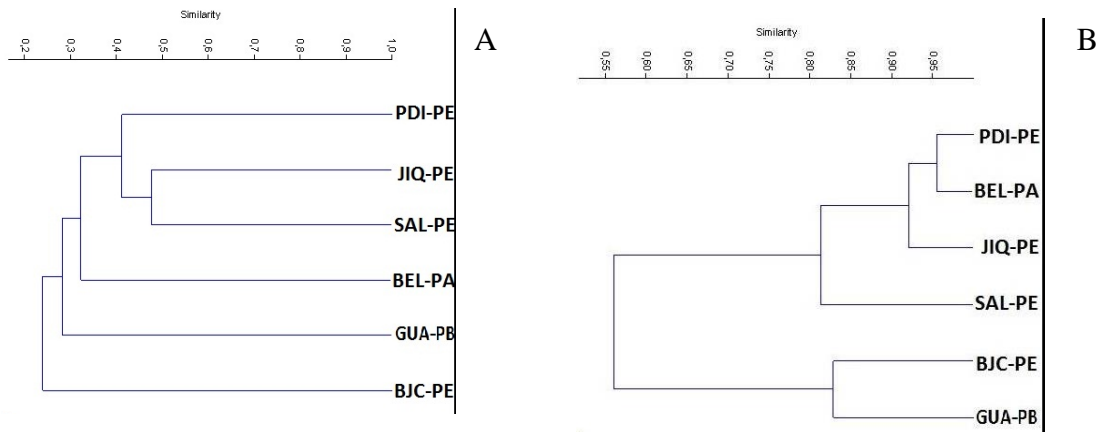 Similarity
0,2 0,3 0,4 0,5 0,6 0,7 0,8 0,9 1,0
A
PDI-PE
JIQ-PE
SAL-PE
BEL-PA
GUA-PB
BJC-PE
Similarity
0,55 0,60 0,65 0,70 0,75 0,80 0,85 0,90 0,95
B
PDI-PE
BEL-PA
JIQ-PE
SAL-PE
BJC-PE
GUA-PB